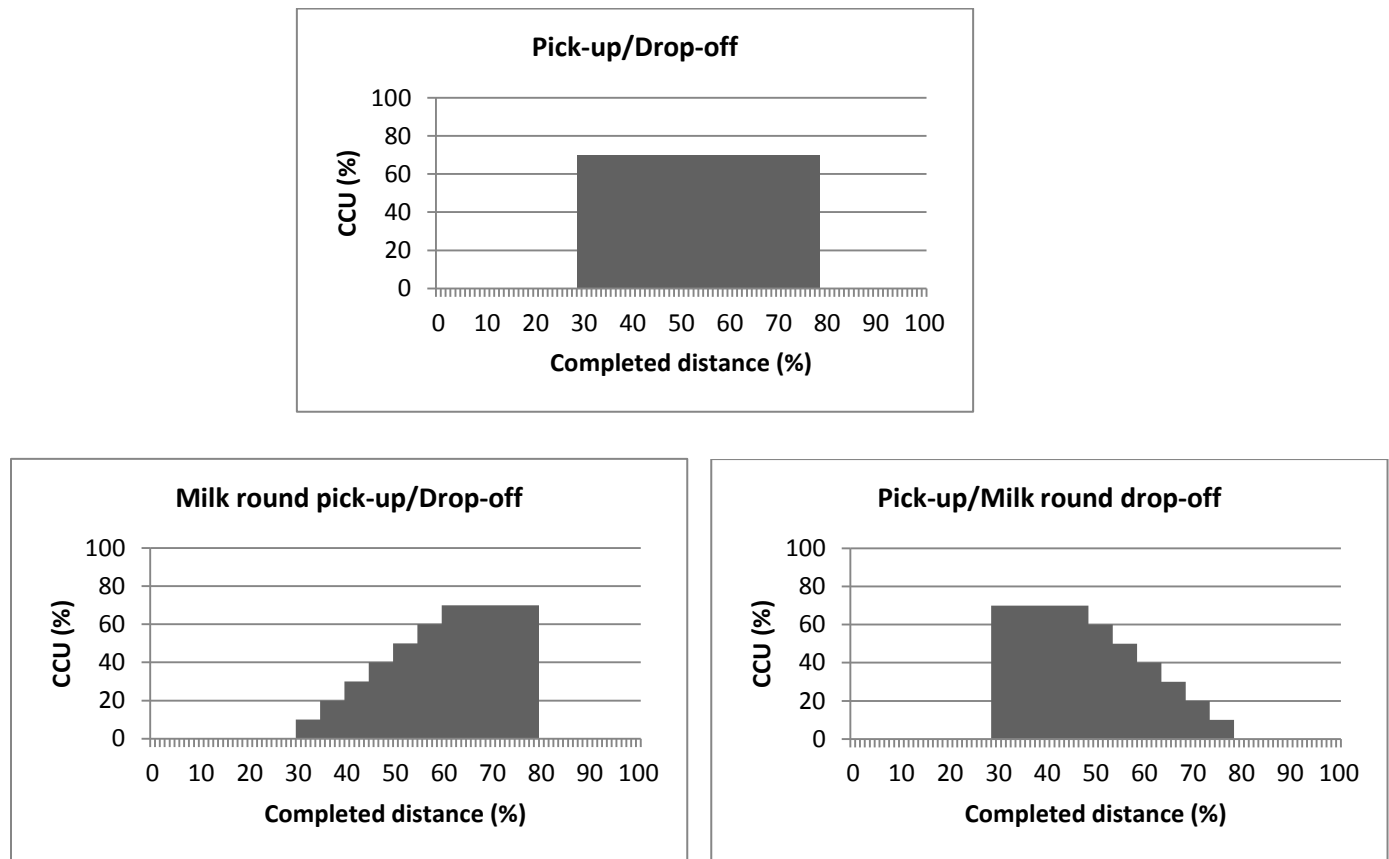 Pick-up/Drop-off
100
80
60
40
20
0
CCU (%)
0 10 20 30 40 50 60 70 80 90 100
Completed distance (%)
Milk round pick-up/Drop-off
100
80
60
40
20
0
CCU (%)
0 10 20 30 40 50 60 70 80 90 100
Completed distance (%)
Pick-up/Milk round drop-off
100
80
60
40
20
0
CCU (%)
0 10 20 30 40 50 60 70 80 90 100
Completed distance (%)